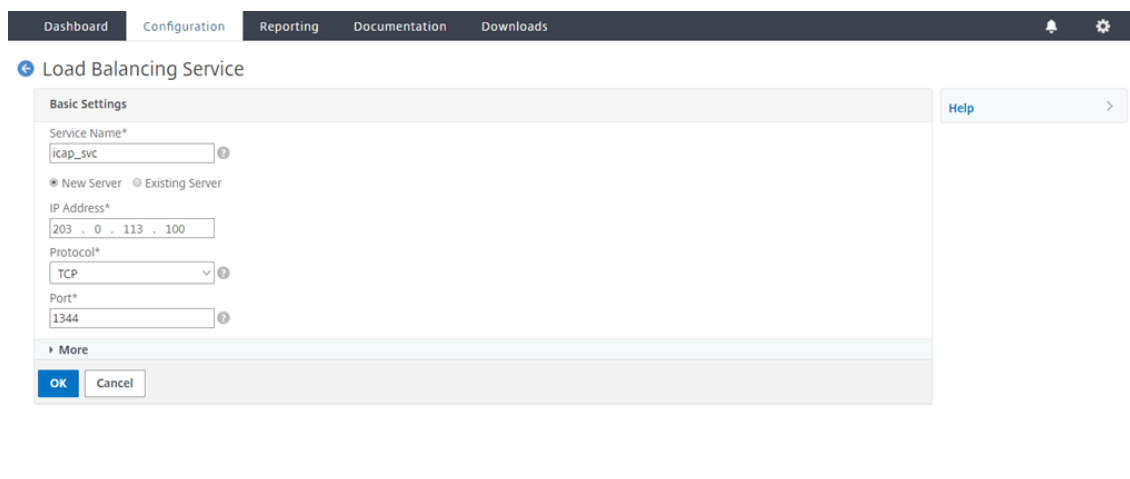 Dashboard Configuration Reporting Documentation Downloads
Load Balancing Service
Basic Settings
Help
Service Name*
icap_svc
New Server Existing Server
IP Address*
203 . 0 . 113 . 100
Protocol*
TCP
Port*
1344
More
OK Cancel